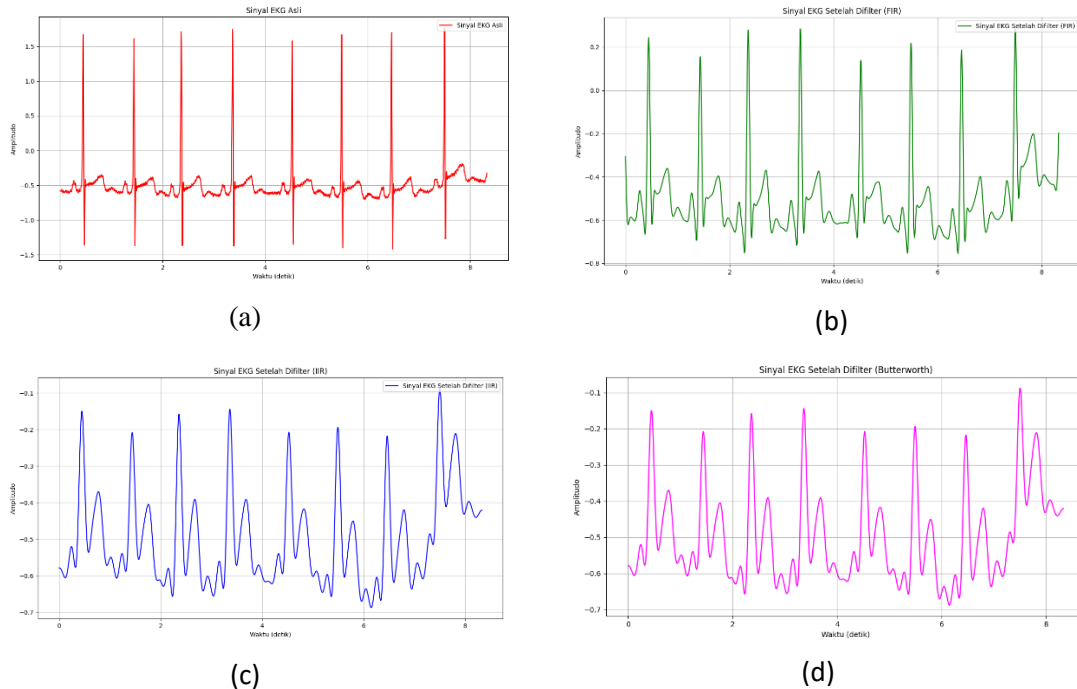 Sinyal EKG Asli
Sinyal EKG Asli
1.5
1.0
0.5
0.0
−0.5
−1.0
−1.5
Amplitudo
0
2
4
6
8
Waktu (detik)
(a)
Sinyal EKG Setelah Difilter (FIR)
Sinyal EKG Setelah Difilter (FIR)
0.2
0.0
−0.2
−0.4
−0.6
−0.8
Amplitudo
0
2
4
6
8
Waktu (detik)
(b)
Sinyal EKG Setelah Difilter (IIR)
Sinyal EKG Setelah Difilter (IIR)
−0.1
−0.2
−0.3
−0.4
−0.5
−0.6
−0.7
Amplitudo
0
2
4
6
8
Waktu (detik)
(c)
Sinyal EKG Setelah Difilter (Butterworth)
−0.1
−0.2
−0.3
−0.4
−0.5
−0.6
−0.7
Amplitudo
0
2
4
6
8
Waktu (detik)
(d)